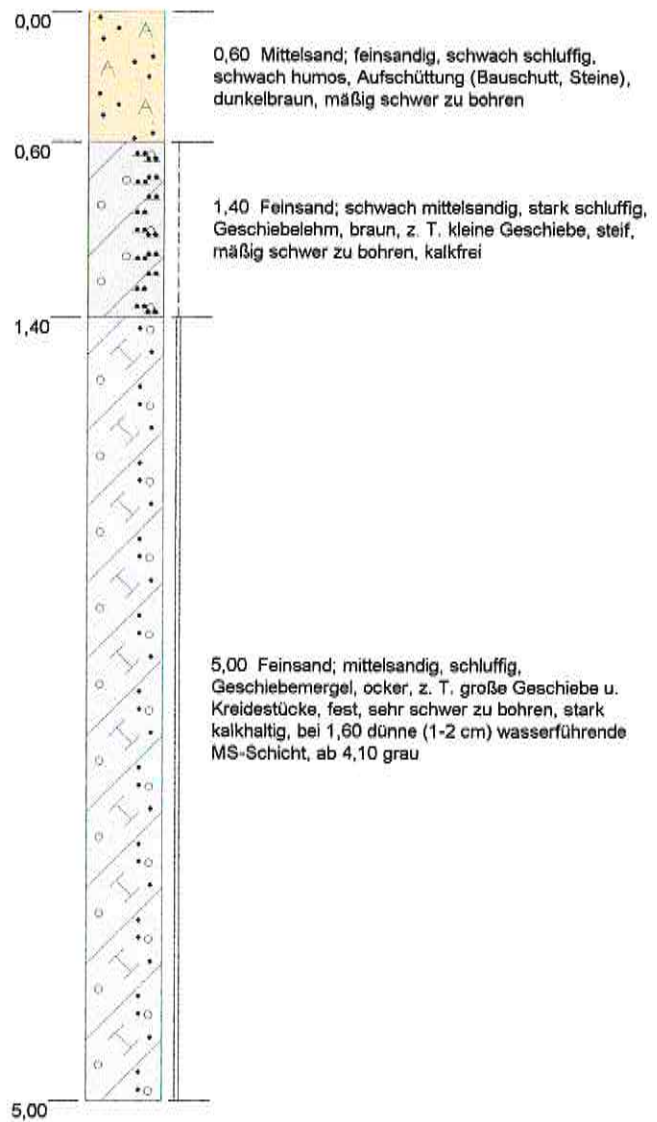 0,00
0,60 Mittelsand; feinsandig, schwach schluffig,
schwach humos, Aufschüttung (Bauschutt, Steine),
dunkelbraun, mäßig schwer zu bohren
0,60
1,40 Feinsand; schwach mittelsandig, stark schluffig,
Geschiebelehm, braun, z. T. kleine Geschiebe, steif,
mäßig schwer zu bohren, kalkfrei
1,40
5,00 Feinsand; mittelsandig, schluffig,
Geschiebemergel, ocker, z. T. große Geschiebe u.
Kreidestücke, fest, sehr schwer zu bohren, stark
kalkhaltig, bei 1,60 dünne (1-2 cm) wasserführende
MS-Schicht, ab 4,10 grau
5,00